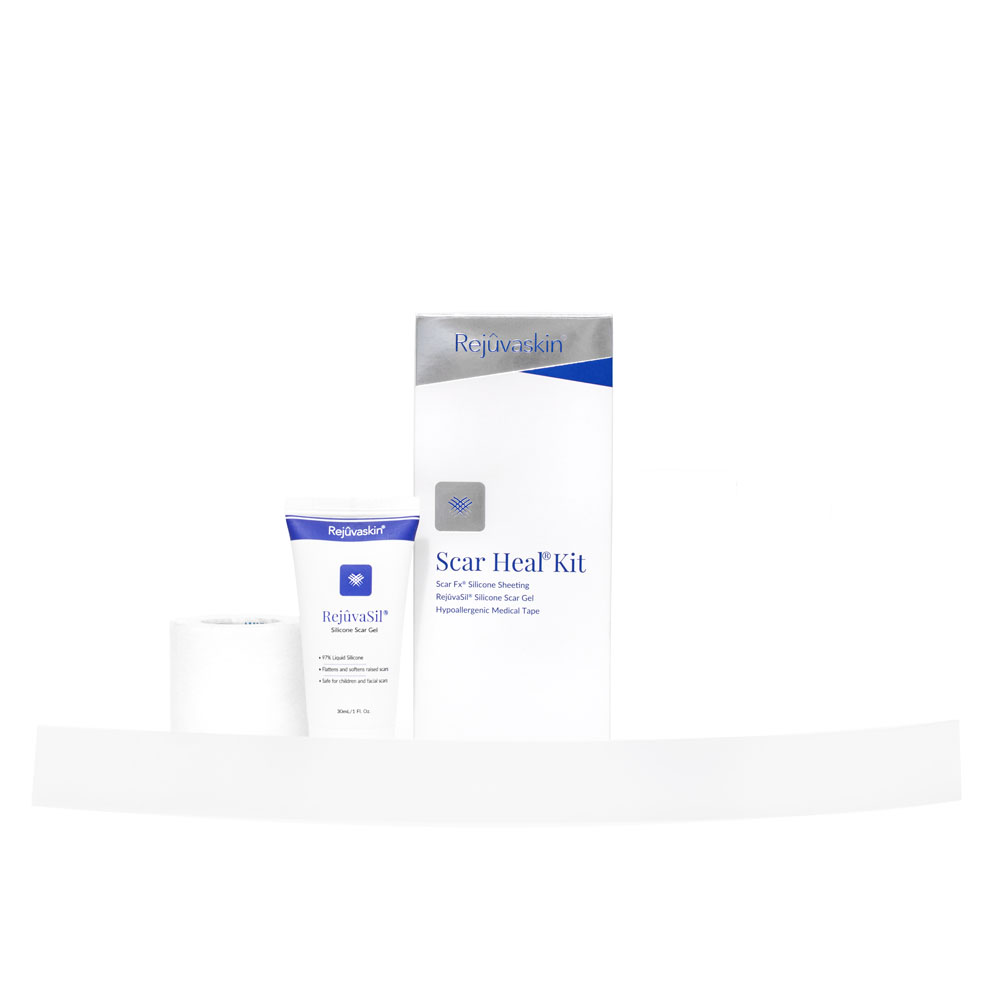 Rejûvaskin®
Scar Heal® Kit
Scar Fx® Silicone Sheeting
RejûvaSil® Silicone Scar Gel
Hypoallergenic Medical Tape
Rejûvaskin®
RejûvaSil®
Silicone Scar Gel
• 97% Liquid Silicone
• Flattens and softens raised scars
• Safe for children and facial scars
30mL/1 Fl. Oz.